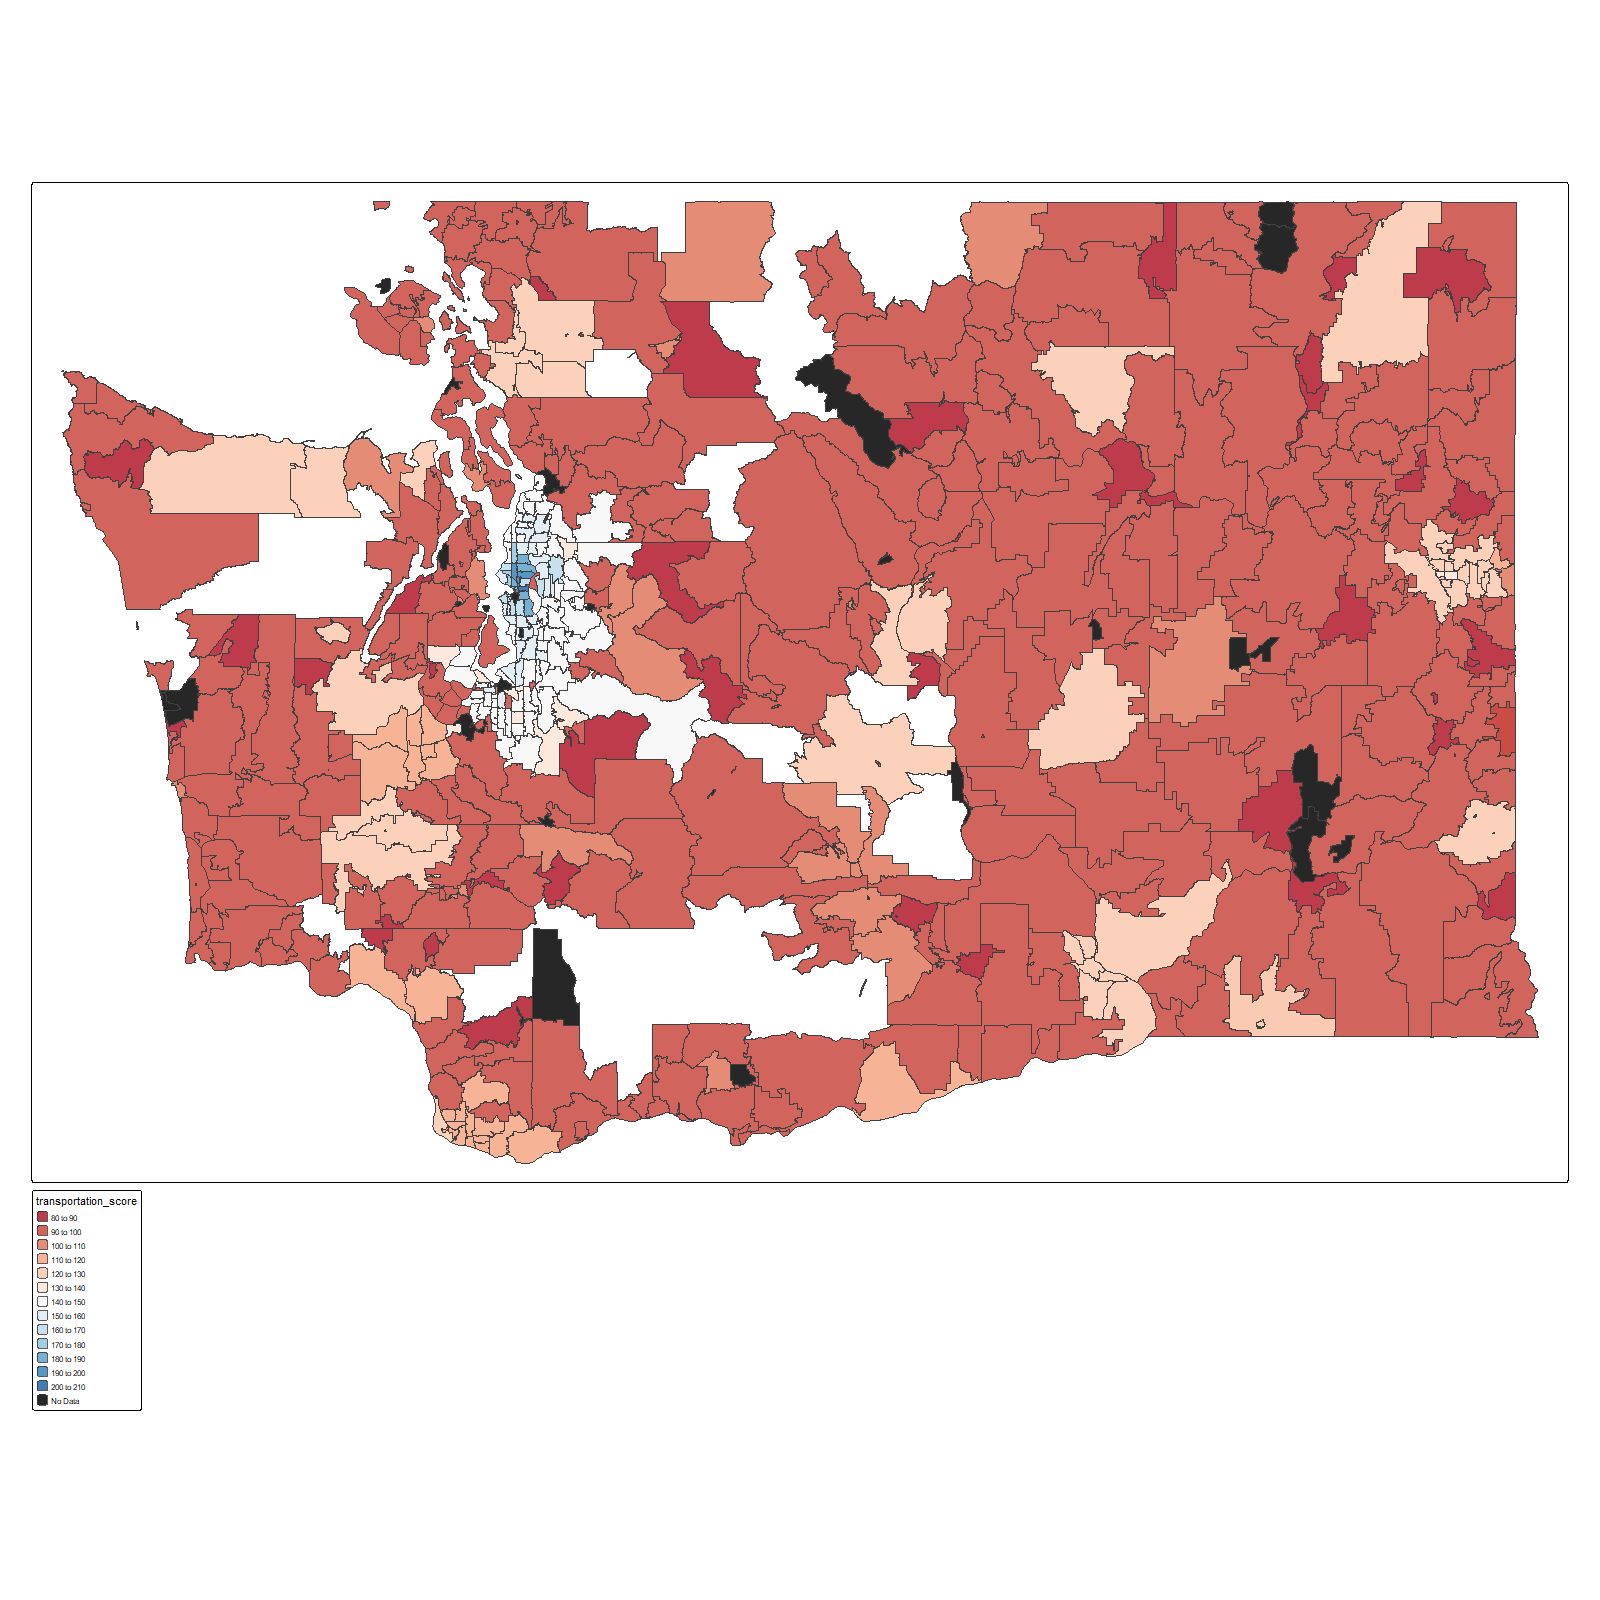 transportation_score
80 to 90
90 to 100
100 to 110
110 to 120
120 to 130
130 to 140
140 to 150
150 to 160
160 to 170
170 to 180
180 to 190
190 to 200
200 to 210
No Data